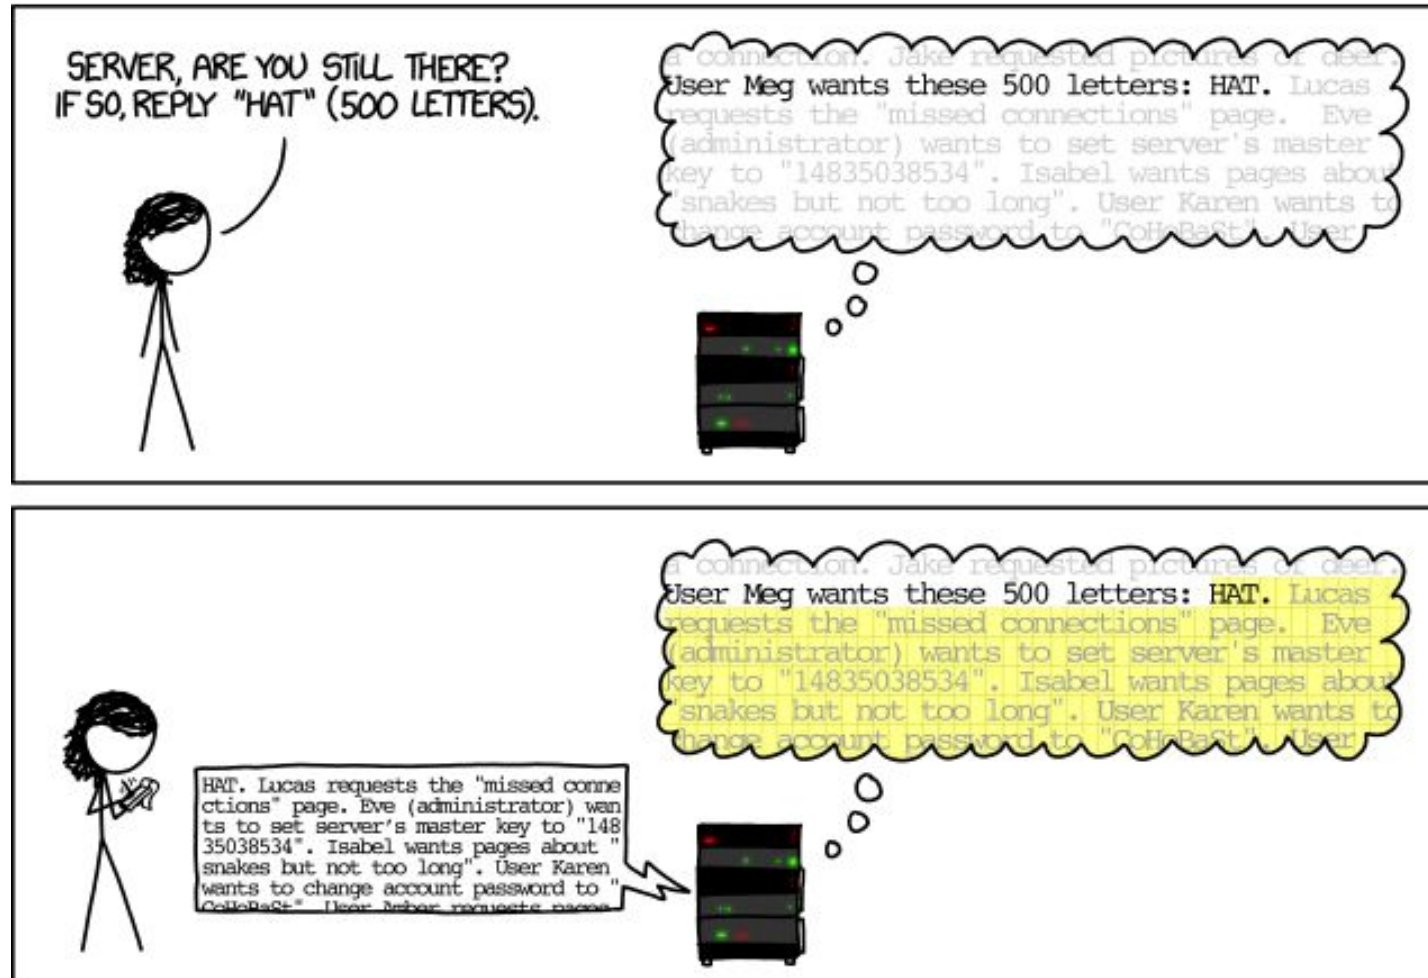 SERVER, ARE YOU STILL THERE?
IF SO, REPLY "HAT" (500 LETTERS).
a connection. Jake requested pictures of deer.
User Meg wants these 500 letters: HAT. Lucas
requests the "missed connections" page. Eve
(administrator) wants to set server's master
key to "14835038534". Isabel wants pages about
"snakes but not too long". User Karen wants to
change account password to "CoHoBaSt". User
a connection. Jake requested pictures of deer.
User Meg wants these 500 letters: HAT. Lucas
requests the "missed connections" page. Eve
(administrator) wants to set server's master
key to "14835038534". Isabel wants pages about
"snakes but not too long". User Karen wants to
change account password to "CoHoBaSt". User
HAT. Lucas requests the "missed conne
ctions" page. Eve (administrator) wan
ts to set server's master key to "148
35038534". Isabel wants pages about "
snakes but not too long". User Karen
wants to change account password to "
CoHoBaSt". User Amber requests pages